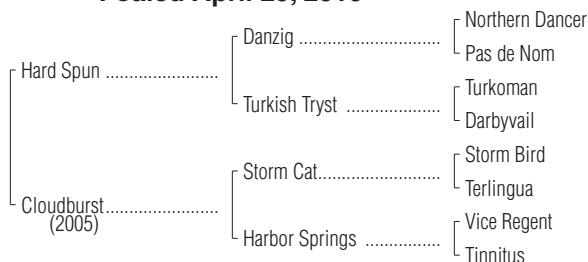 Northern Dancer
Danzig ................................
Pas de Nom
Hard Spun .........................
Turkoman
Turkish Tryst .....................
Darbyvail
Storm Bird
Storm Cat...........................
Terlingua
Cloudburst.........................
(2005)
Vice Regent
Harbor Springs .................
Tinnitus